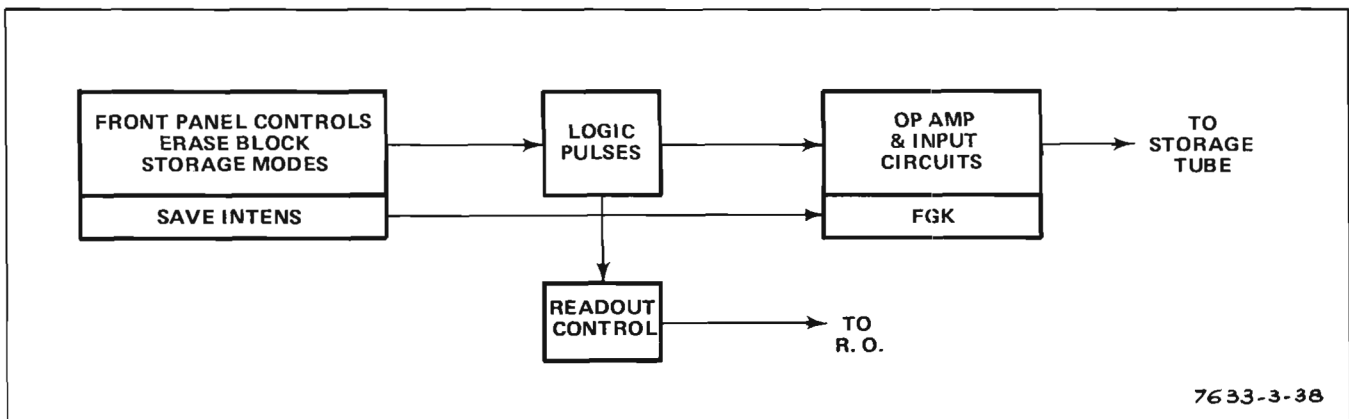 FRONT PANEL CONTROLS
ERASE BLOCK
STORAGE MODES
SAVE INTENS
LOGIC
PULSES
OP AMP
& INPUT
CIRCUITS
FGK
TO
STORAGE
TUBE
READOUT
CONTROL
TO
R. O.
7633-3-38